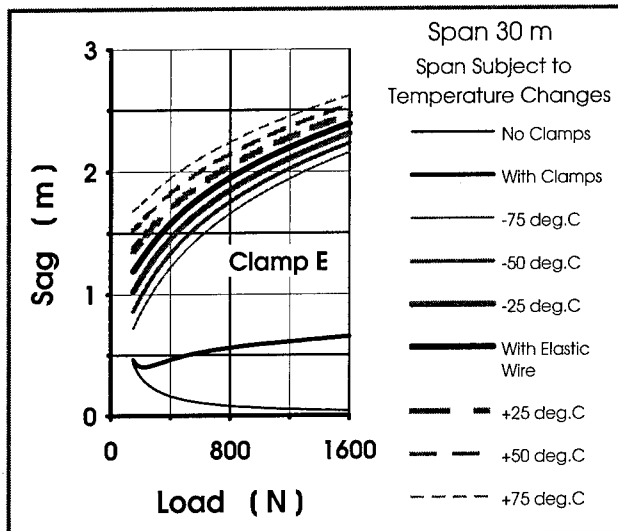 3
2
1
0
Sag (m)
0
800
1600
Load (N)
Clamp E
Span 30 m
Span Subject to
Temperature Changes
No Clamps
With Clamps
-75 deg.C
-50 deg.C
-25 deg.C
With Elastic
Wire
+25 deg.C
+50 deg.C
+75 deg.C